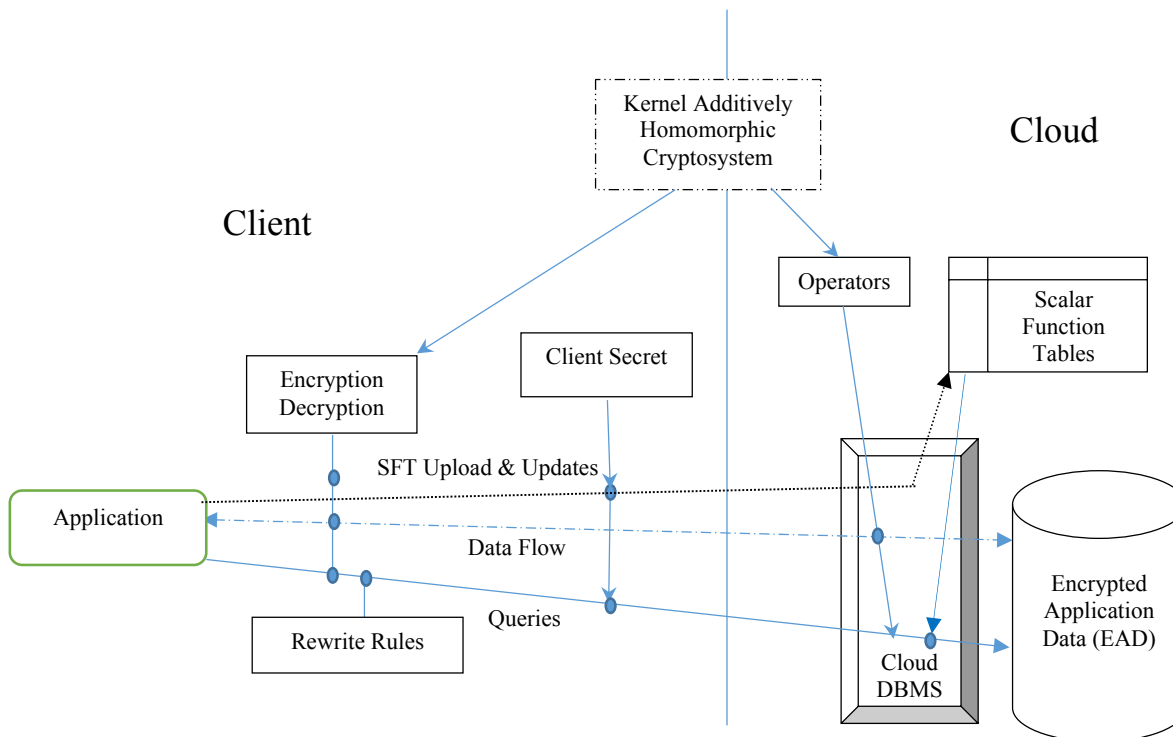 Kernel Additively
Homomorphic
Cryptosystem
Cloud
Client
Operators
Scalar
Function
Tables
Client Secret
Encryption
Decryption
SFT Upload & Updates
Application
Data Flow
Encrypted
Application
Data (EAD)
Queries
Rewrite Rules
Cloud
DBMS